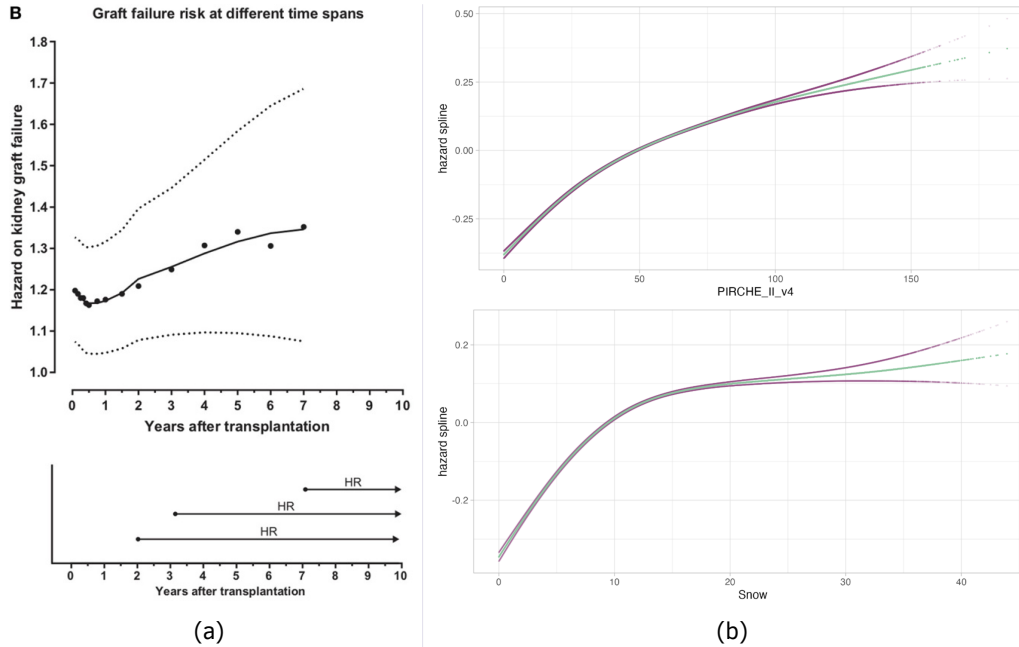 B
Graft failure risk at different time spans
Hazard on kidney graft failure
1.8
1.7
1.6
1.5
1.4
1.3
1.2
1.1
1.0
0 1 2 3 4 5 6 7 8 9 10
Years after transplantation
HR
HR
HR
0 1 2 3 4 5 6 7 8 9 10
Years after transplantation
(a)
hazard spline
0.50
0.25
0.00
-0.25
0 50 100 150
PIRCHE_II_v4
hazard spline
0.2
0.0
-0.2
0 10 20 30 40
Snow
(b)